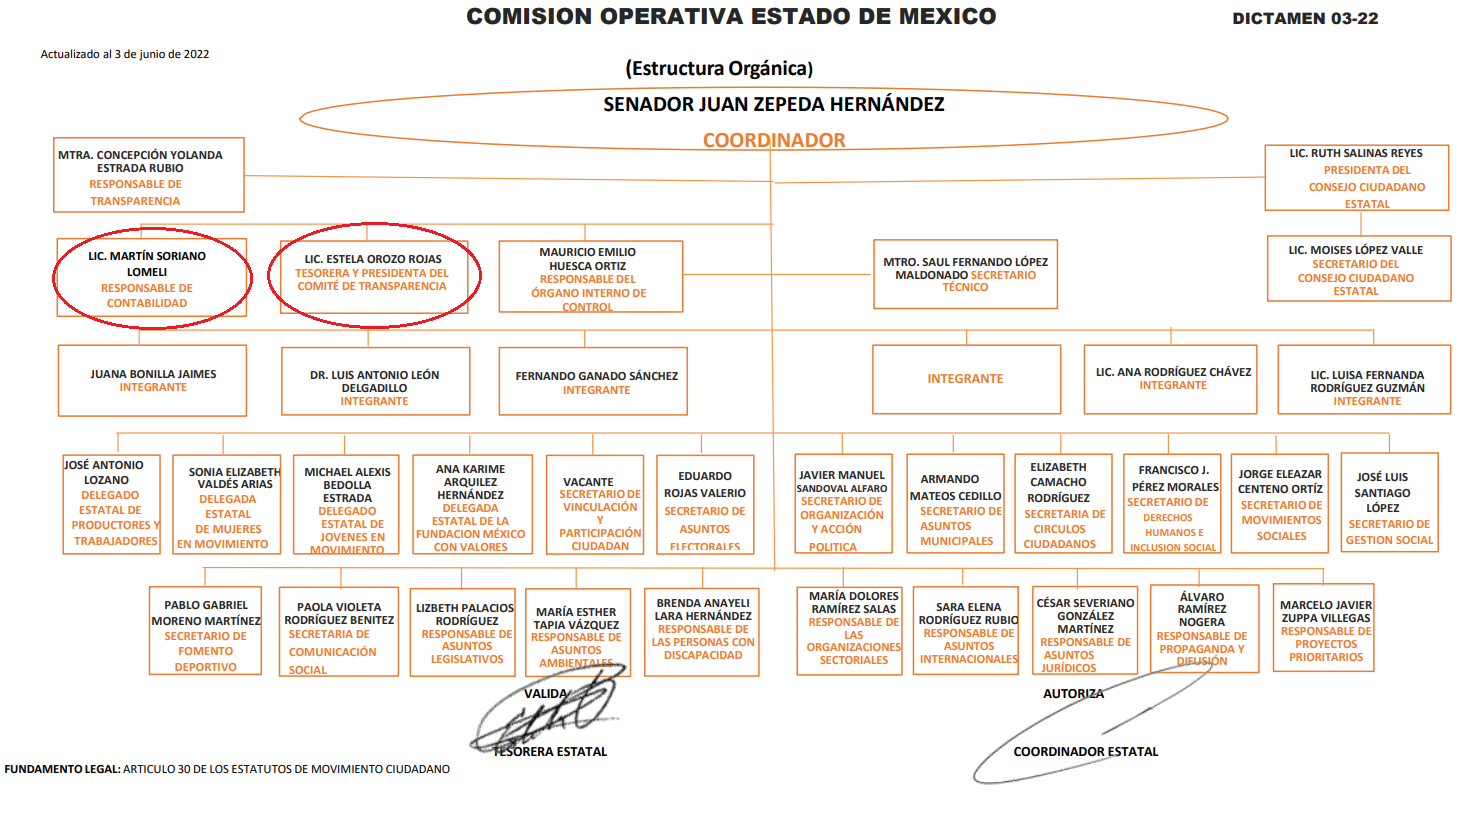 COMISION OPERATIVA ESTADO DE MEXICO
DICTAMEN 03-22
Actualizado al 3 de junio de 2022
(Estructura Orgánica)
SENADOR JUAN ZEPEDA HERNÁNDEZ
COORDINADOR
MTRA. CONCEPCIÓN YOLANDA
ESTRADA RUBIO
RESPONSABLE DE
TRANSPARENCIA
LIC. RUTH SALINAS REYES
PRESIDENTA DEL
CONSEJO CIUDADANO
ESTATAL
LIC. MARTÍN SORIANO
LOMELI
RESPONSABLE DE
CONTABILIDAD
LIC. ESTELA OROZO ROJAS
TESORERA Y PRESIDENTA DEL
COMITÉ DE TRANSPARENCIA
MAURICIO EMILIO
HUESCA ORTIZ
RESPONSABLE DEL
ÓRGANO INTERNO DE
CONTROL
MTRO. SAUL FERNANDO LÓPEZ
MALDONADO SECRETARIO
TÉCNICO
LIC. MOISES LÓPEZ VALLE
SECRETARIO DEL
CONSEJO CIUDADANO
ESTATAL
JUANA BONILLA JAIMES
INTEGRANTE
DR. LUIS ANTONIO LEÓN
DELGADILLO
INTEGRANTE
FERNANDO GANADO SÁNCHEZ
INTEGRANTE
INTEGRANTE
LIC. ANA RODRÍGUEZ CHÁVEZ
INTEGRANTE
LIC. LUISA FERNANDA
RODRÍGUEZ GUZMÁN
INTEGRANTE
JOSÉ ANTONIO
LOZANO
DELEGADO
ESTATAL DE
PRODUCTORES Y
TRABAJADORES
SONIA ELIZABETH
VALDÉS ARIAS
DELEGADA
ESTATAL
DE MUJERES
EN MOVIMIENTO
MICHAEL ALEXIS
BEDOLLA
ESTRADA
DELEGADO
ESTATAL DE
JOVENES EN
MOVIMIENTO
ANA KARIME
ARQUILEZ
HERNÁNDEZ
DELEGADA
ESTATAL DE LA
FUNDACION MÉXICO
CON VALORES
VACANTE
SECRETARIO DE
VINCULACIÓN
Y
PARTICIPACIÓN
CIUDADAN
EDUARDO
ROJAS VALERIO
SECRETARIO DE
ASUNTOS
ELECTORALES
JAVIER MANUEL
SANDOVAL ALFARO
SECRETARIO DE
ORGANIZACIÓN
Y ACCIÓN
POLITICA
ARMANDO
MATEOS CEDILLO
SECRETARIO DE
ASUNTOS
MUNICIPALES
ELIZABETH
CAMACHO
RODRÍGUEZ
SECRETARIA DE
CIRCULOS
CIUDADANOS
FRANCISCO J.
PÉREZ MORALES
SECRETARIO DE
DERECHOS
HUMANOS E
INCLUSION SOCIAL
JORGE ELEAZAR
CENTENO ORTÍZ
SECRETARIO DE
MOVIMIENTOS
SOCIALES
JOSÉ LUIS
SANTIAGO
LÓPEZ
SECRETARIO DE
GESTION SOCIAL
PABLO GABRIEL
MORENO MARTÍNEZ
SECRETARIO DE
FOMENTO
DEPORTIVO
PAOLA VIOLETA
RODRÍGUEZ BENITEZ
SECRETARIA DE
COMUNICACIÓN
SOCIAL
LIZBETH PALACIOS
RODRÍGUEZ
RESPONSABLE DE
ASUNTOS
LEGISLATIVOS
MARÍA ESTHER
TAPIA VÁZQUEZ
RESPONSABLE DE
ASUNTOS
AMBIENTALES
BRENDA ANAYELI
LARA HERNÁNDEZ
RESPONSABLE DE
LAS PERSONAS CON
DISCAPACIDAD
MARÍA DOLORES
RAMÍREZ SALAS
RESPONSABLE DE
LAS
ORGANIZACIONES
SECTORIALES
SARA ELENA
RODRÍGUEZ RUBIO
RESPONSABLE DE
ASUNTOS
INTERNACIONALES
CÉSAR SEVERIANO
GONZÁLEZ
MARTÍNEZ
RESPONSABLE DE
ASUNTOS
JURÍDICOS
ÁLVARO
RAMÍREZ
NOGERA
RESPONSABLE DE
PROPAGANDA Y
DIFUSIÓN
MARCELO JAVIER
ZUPPA VILLEGAS
RESPONSABLE DE
PROYECTOS
PRIORITARIOS
VALIDA
TESORERA ESTATAL
AUTORIZA
COORDINADOR ESTATAL
FUNDAMENTO LEGAL: ARTICULO 30 DE LOS ESTATUTOS DE MOVIMIENTO CIUDADANO